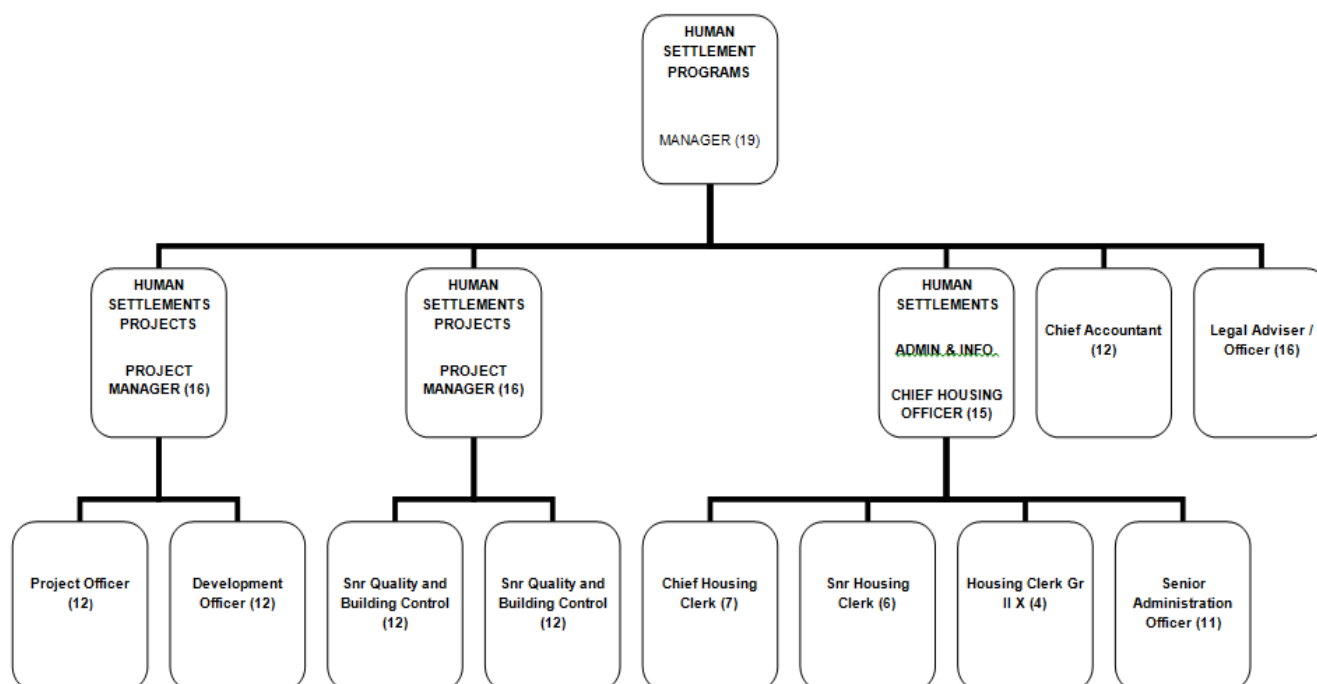 HUMAN
SETTLEMENT
PROGRAMS
MANAGER (19)
HUMAN
SETTLEMENTS
PROJECTS
PROJECT
MANAGER (16)
HUMAN
SETTLEMENTS
PROJECTS
PROJECT
MANAGER (16)
HUMAN
SETTLEMENTS
ADMIN & INFO.
CHIEF HOUSING
OFFICER (15)
Chief Accountant
(12)
Legal Adviser /
Officer (16)
Project Officer
(12)
Development
Officer (12)
Snr Quality and
Building Control
(12)
Snr Quality and
Building Control
(12)
Chief Housing
Clerk (7)
Snr Housing
Clerk (6)
Housing Clerk Gr
II X (4)
Senior
Administration
Officer (11)